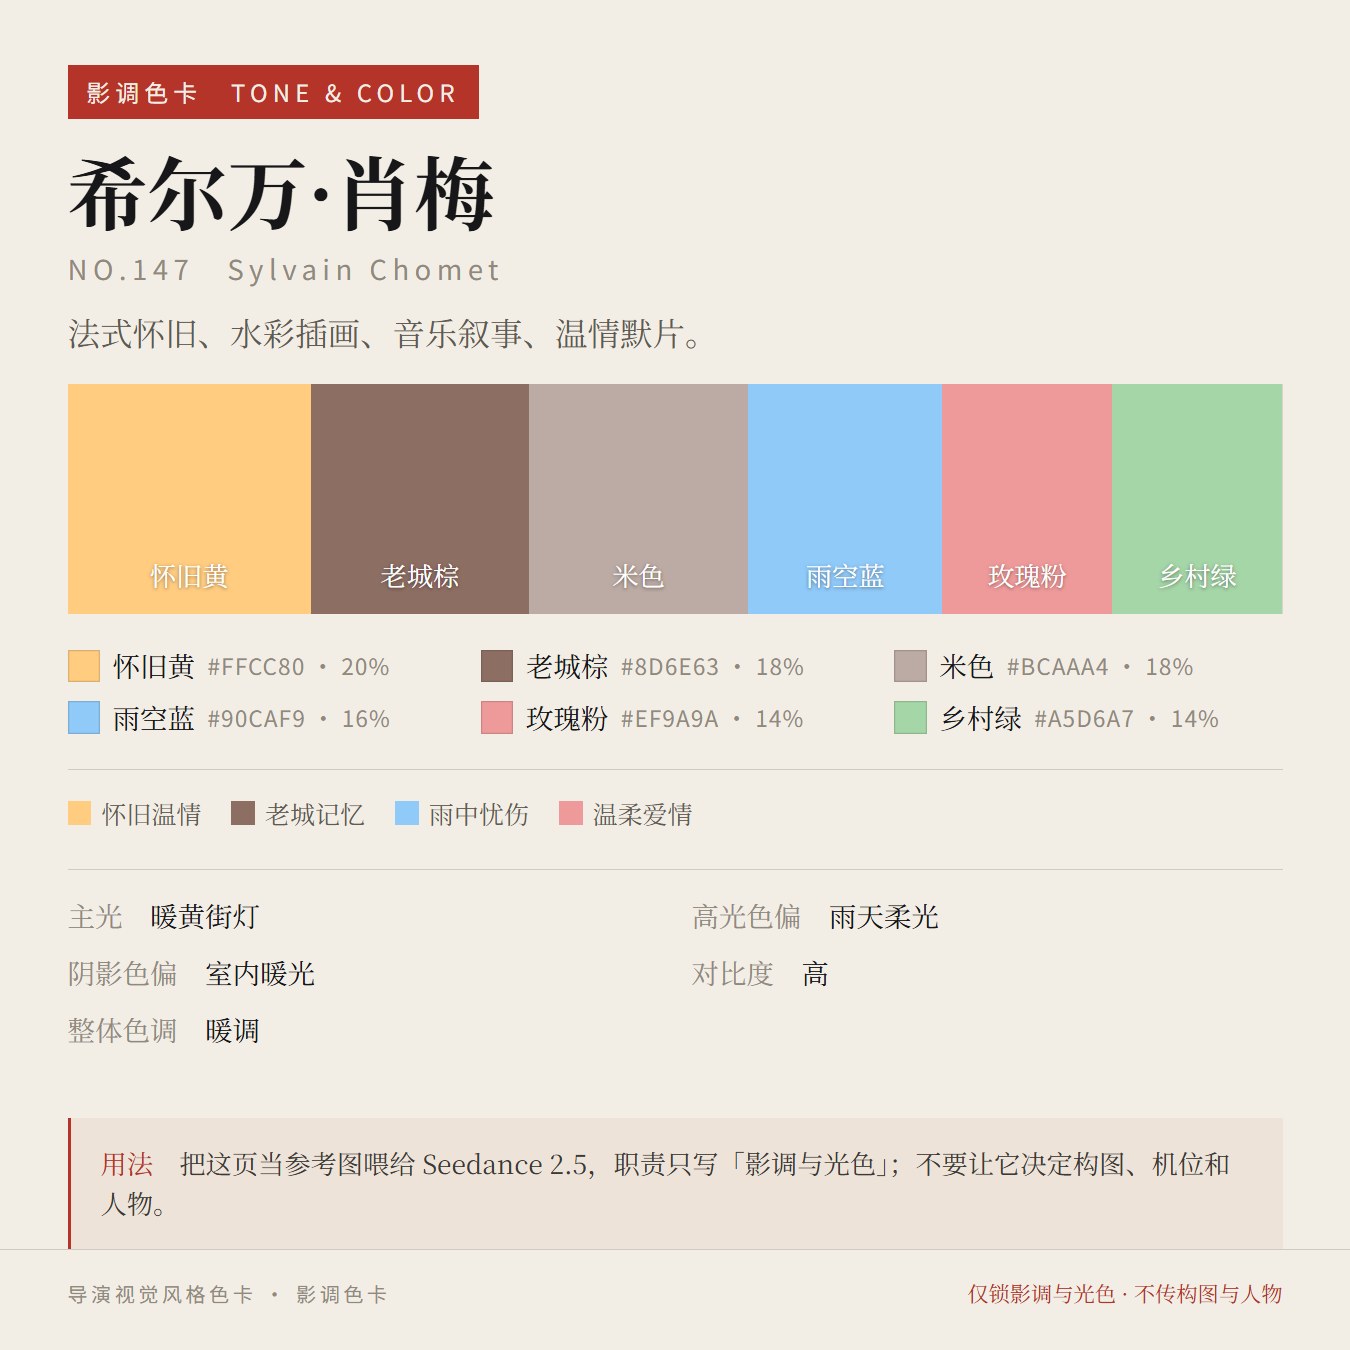 影调色卡 TONE & COLOR
希尔万·肖梅
NO.147 Sylvain Chomet
法式怀旧、水彩插画、音乐叙事、温情默片。
怀旧黄 老城棕 米色 雨空蓝 玫瑰粉 乡村绿
怀旧黄 #FFCC80 · 20% 老城棕 #8D6E63 · 18% 米色 #BCAAA4 · 18%
雨空蓝 #90CAF9 · 16% 玫瑰粉 #EF9A9A · 14% 乡村绿 #A5D6A7 · 14%
怀旧温情 老城记忆 雨中忧伤 温柔爱情
主光 暖黄街灯 高光色偏 雨天柔光
阴影色偏 室内暖光 对比度 高
整体色调 暖调
用法 把这页当参考图喂给 Seedance 2.5，职责只写「影调与光色」；不要让它决定构图、机位和
人物。
导演视觉风格色卡 · 影调色卡 仅锁影调与光色 · 不传构图与人物